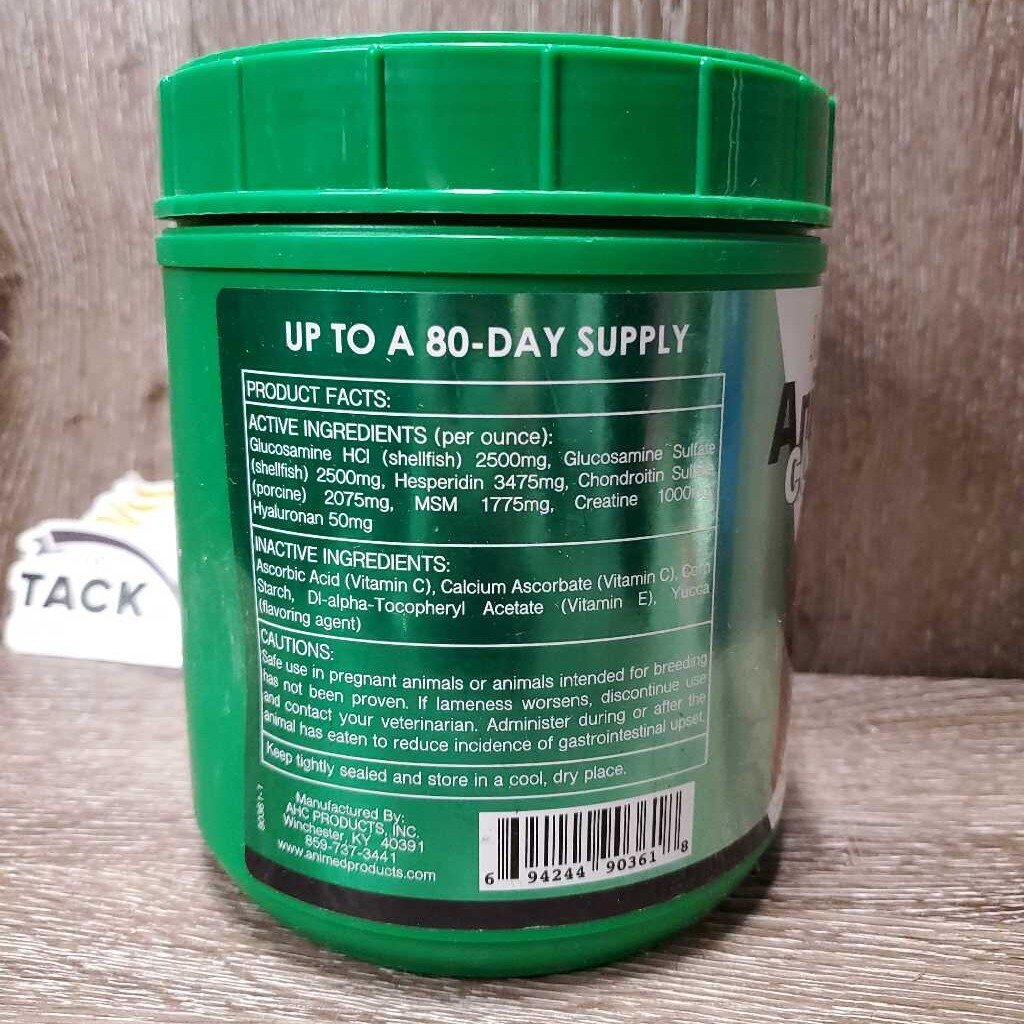 UP TO A 80-DAY SUPPLY
PRODUCT FACTS:
ACTIVE INGREDIENTS (per ounce):
Glucosamine HCl (shellfish) 2500mg, Glucosamine Sulfate
(shellfish) 2500mg, Hesperidin 3475mg, Chondroitin Sulfate
(porcine) 2075mg, MSM 1775mg, Creatine 1000mg,
Hyaluronan 50mg
INACTIVE INGREDIENTS:
Ascorbic Acid (Vitamin C), Calcium Ascorbate (Vitamin C), Corn
Starch, Dl-alpha-Tocopheryl Acetate (Vitamin E), Yucca
(flavoring agent)
CAUTIONS:
Safe use in pregnant animals or animals intended for breeding
has not been proven. If lameness worsens, discontinue use
and contact your veterinarian. Administer during or after the
animal has eaten to reduce incidence of gastrointestinal upset.
Keep tightly sealed and store in a cool, dry place.
Manufactured By:
AHC PRODUCTS, INC.
Winchester, KY 40391
859-737-3441
www.animedproducts.com
90361-1
6 94244 90361 8
TACK